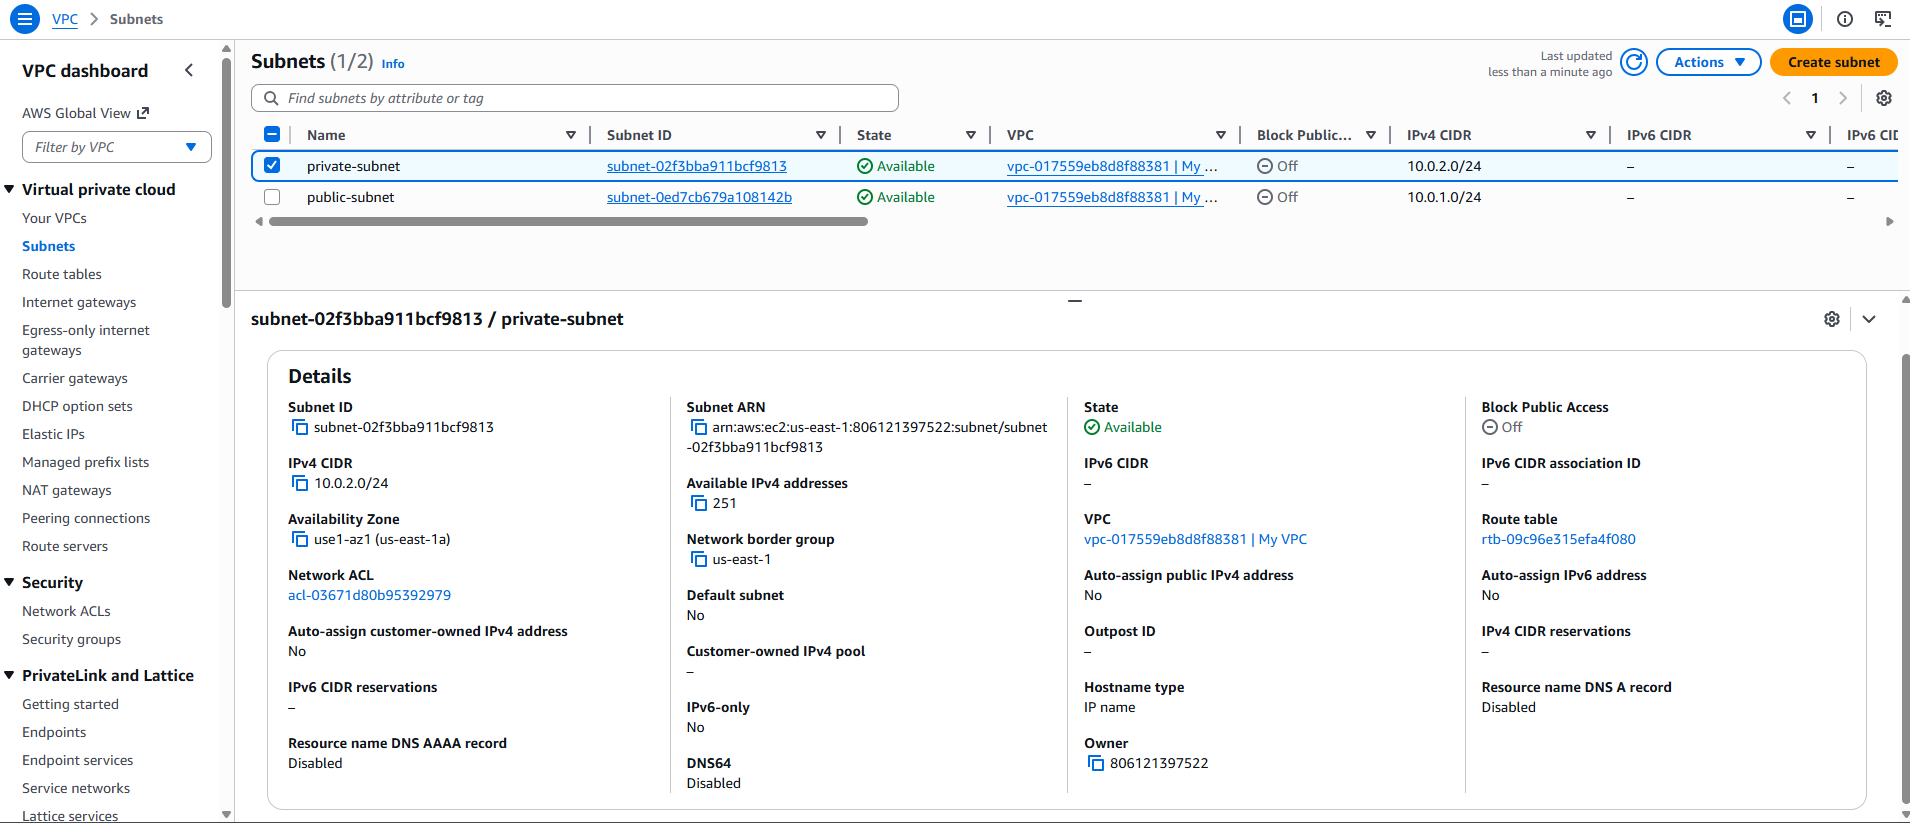 VPC > Subnets
VPC dashboard
AWS Global View
Filter by VPC
Virtual private cloud
Your VPCs
Subnets
Route tables
Internet gateways
Egress-only internet
gateways
Carrier gateways
DHCP option sets
Elastic IPs
Managed prefix lists
NAT gateways
Peering connections
Route servers
Security
Network ACLs
Security groups
PrivateLink and Lattice
Getting started
Endpoints
Endpoint services
Service networks
Lattice services
Subnets (1/2) Info
Last updated
less than a minute ago
Actions
Create subnet
Find subnets by attribute or tag
1
Name Subnet ID State VPC Block Public... IPv4 CIDR IPv6 CIDR IPv6 CID
private-subnet subnet-02f3bba911bcf9813 Available vpc-017559eb8d8f88381 | My ... Off 10.0.2.0/24 – –
public-subnet subnet-0ed7cb679a108142b Available vpc-017559eb8d8f88381 | My ... Off 10.0.1.0/24 – –
subnet-02f3bba911bcf9813 / private-subnet
Details
Subnet ID
subnet-02f3bba911bcf9813
IPv4 CIDR
10.0.2.0/24
Availability Zone
use1-az1 (us-east-1a)
Network ACL
acl-03671d80b95392979
Auto-assign customer-owned IPv4 address
No
IPv6 CIDR reservations
–
Resource name DNS AAAA record
Disabled
Subnet ARN
arn:aws:ec2:us-east-1:806121397522:subnet/subnet
-02f3bba911bcf9813
Available IPv4 addresses
251
Network border group
us-east-1
Default subnet
No
Customer-owned IPv4 pool
–
IPv6-only
No
DNS64
Disabled
State
Available
IPv6 CIDR
–
VPC
vpc-017559eb8d8f88381 | My VPC
Auto-assign public IPv4 address
No
Outpost ID
–
Hostname type
IP name
Owner
806121397522
Block Public Access
Off
IPv6 CIDR association ID
–
Route table
rtb-09c96e315efa4f080
Auto-assign IPv6 address
No
IPv4 CIDR reservations
–
Resource name DNS A record
Disabled